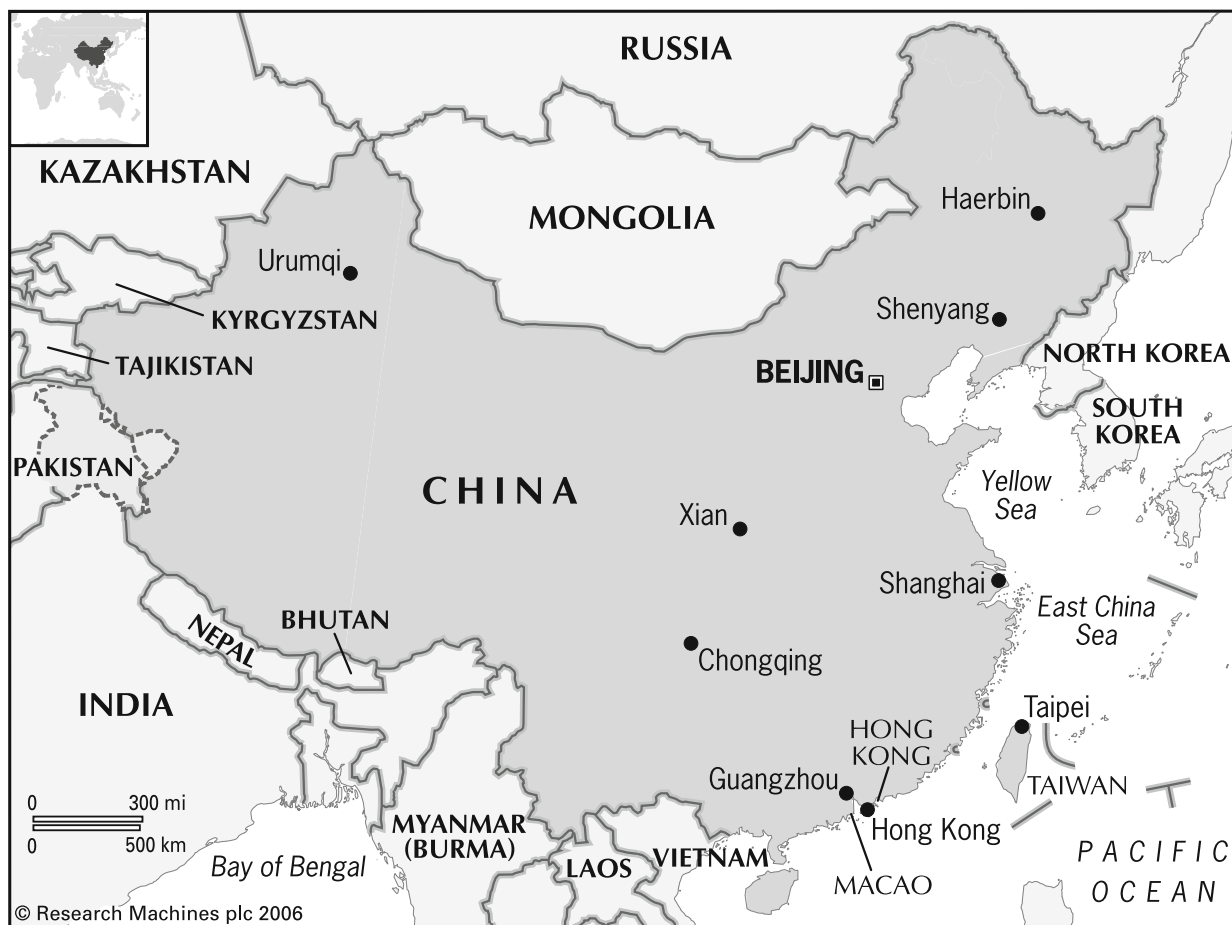 RUSSIA
KAZAKHSTAN
MONGOLIA
Haerbin
Urumqi
KYRGYZSTAN
Shenyang
TAJIKISTAN
NORTH KOREA
BEIJING
SOUTH
KOREA
PAKISTAN
CHINA
Yellow
Sea
Xian
Shanghai
East China
Sea
BHUTAN
NEPAL
Chongqing
INDIA
Taipei
HONG
KONG
Guangzhou
TAIWAN
0 300 mi
0 500 km
Hong Kong
MYANMAR
(BURMA)
Bay of Bengal
LAOS
VIETNAM
MACAO
PACIFIC
OCEAN
© Research Machines plc 2006